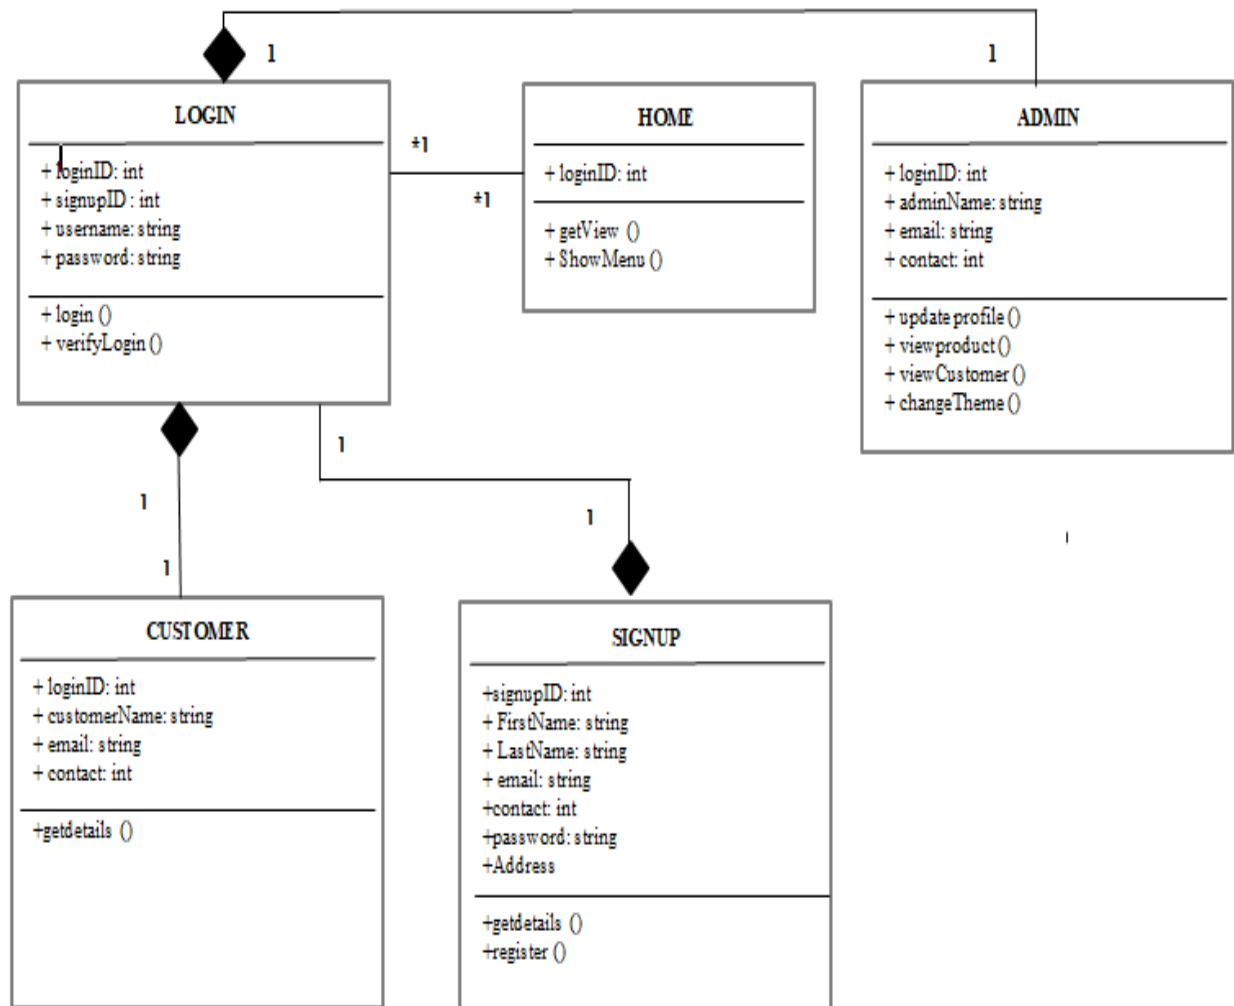 1
1
LOGIN
+ loginID: int
+ signupID : int
+ username: string
+ password: string
+ login ()
+ verifyLogin ()
*1
*1
HOME
+ loginID: int
+ getView ()
+ ShowMenu ()
ADMIN
+ loginID: int
+ adminName: string
+ email: string
+ contact: int
+ update profile ()
+ viewproduct ()
+ viewCustomer ()
+ changeTheme ()
1
1
1
1
CUSTOMER
+ loginID: int
+ customerName: string
+ email: string
+ contact: int
+getdetails ()
SIGNUP
+signupID: int
+ FirstName: string
+ LastName: string
+ email: string
+contact: int
+password: string
+Address
+getdetails ()
+register ()